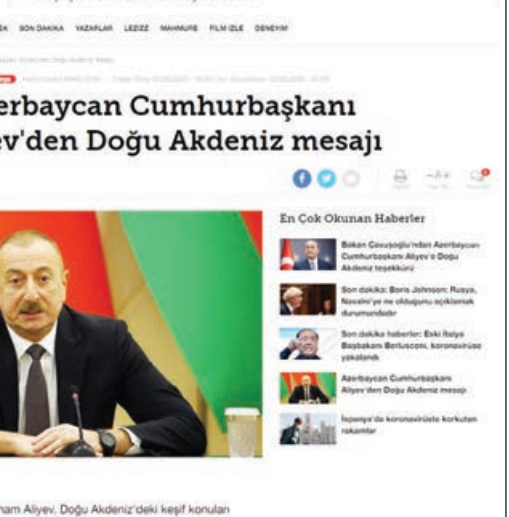 SON DAKİKA YAZARLAR LEZİZZ MAHMURE FİLM İZLE DENEYİM
erbaycan Cumhurbaşkanı
ev'den Doğu Akdeniz mesajı
En Çok Okunan Haberler
Bakan Çavuşoğlu'ndan Azerbaycan
Cumhurbaşkanı Aliyev'e Doğu
Akdeniz teşekkürü
Son dakika: Boris Johnson: Rusya,
Navalni'ye ne olduğunu açıklamak
durumundadır
Son dakika haberler: Eski İtalya
Başbakanı Berlusconi, koronavirüse
yakalandı
Azerbaycan Cumhurbaşkanı
Aliyev'den Doğu Akdeniz mesajı
İspanya'da koronavirüste korkutan
rakamlar
ham Aliyev, Doğu Akdeniz'deki keşif konuları